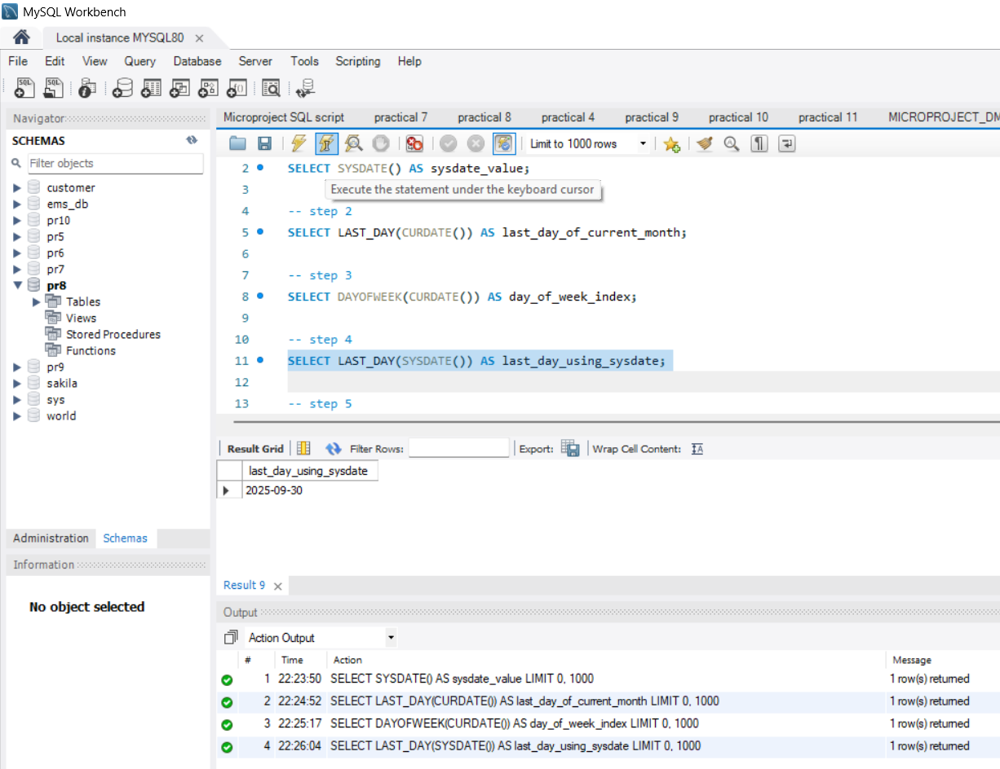 MySQL Workbench
Local instance MYSQL80
File Edit View Query Database Server Tools Scripting Help
SQL SQL
Navigator
SCHEMAS
Filter objects
customer
ems_db
pr10
pr5
pr6
pr7
pr8
Tables
Views
Stored Procedures
Functions
pr9
sakila
sys
world
Administration Schemas
Information
No object selected
Microproject SQL script practical 7 practical 8 practical 4 practical 9 practical 10 practical 11 MICROPROJECT_DM
Limit to 1000 rows
2 SELECT SYSDATE() AS sysdate_value;
3
Execute the statement under the keyboard cursor
4 -- step 2
5 SELECT LAST_DAY(CURDATE()) AS last_day_of_current_month;
6
7 -- step 3
8 SELECT DAYOFWEEK(CURDATE()) AS day_of_week_index;
9
10 -- step 4
11 SELECT LAST_DAY(SYSDATE()) AS last_day_using_sysdate;
12
13 -- step 5
Result Grid Filter Rows: Export: Wrap Cell Content:
last_day_using_sysdate
2025-09-30
Result 9
Output
Action Output
# Time Action Message
1 22:23:50 SELECT SYSDATE() AS sysdate_value LIMIT 0, 1000 1 row(s) returned
2 22:24:52 SELECT LAST_DAY(CURDATE()) AS last_day_of_current_month LIMIT 0, 1000 1 row(s) returned
3 22:25:17 SELECT DAYOFWEEK(CURDATE()) AS day_of_week_index LIMIT 0, 1000 1 row(s) returned
4 22:26:04 SELECT LAST_DAY(SYSDATE()) AS last_day_using_sysdate LIMIT 0, 1000 1 row(s) returned